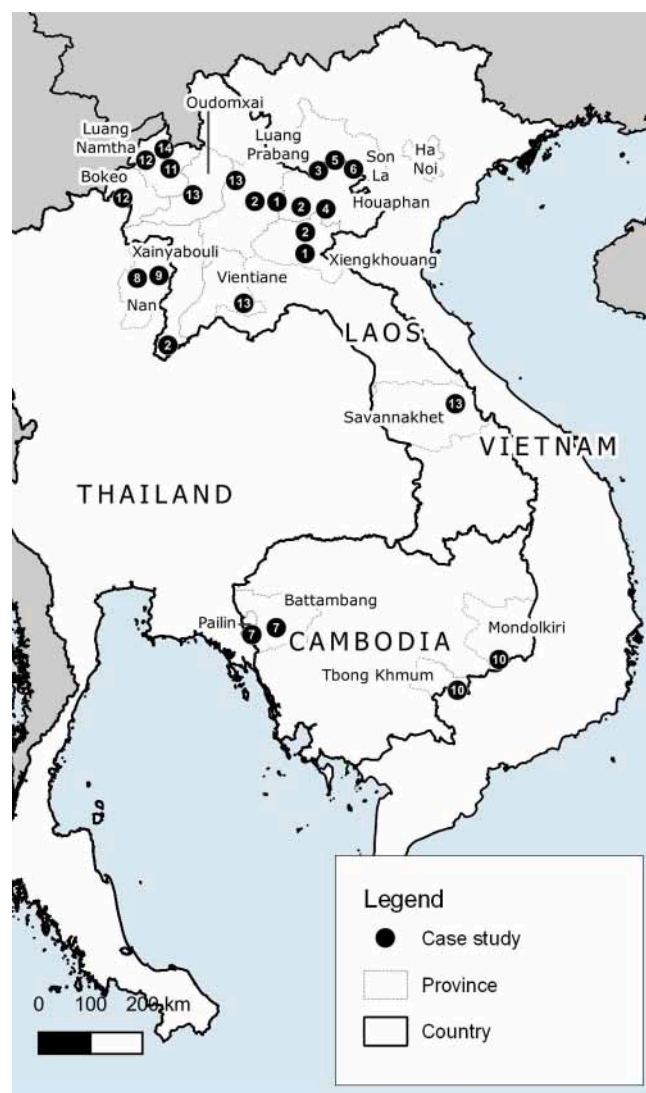 Oudomxai
Luang
Namtha
14
12
11
Bokeo
12
13
Luang
Prabang
13
3
5
6
Son
La
Ha
Noi
2
1
2
4
Houaphan
2
1
Xiengkhouang
Xainyabouli
8
9
Nan
Vientiane
13
2
LAOS
13
Savannakhet
VIETNAM
THAILAND
Battambang
Pailin
7
7
CAMBODIA
Mondolkiri
10
Tbong Khmum
10
Legend
Case study
Province
Country
0 100 200 km